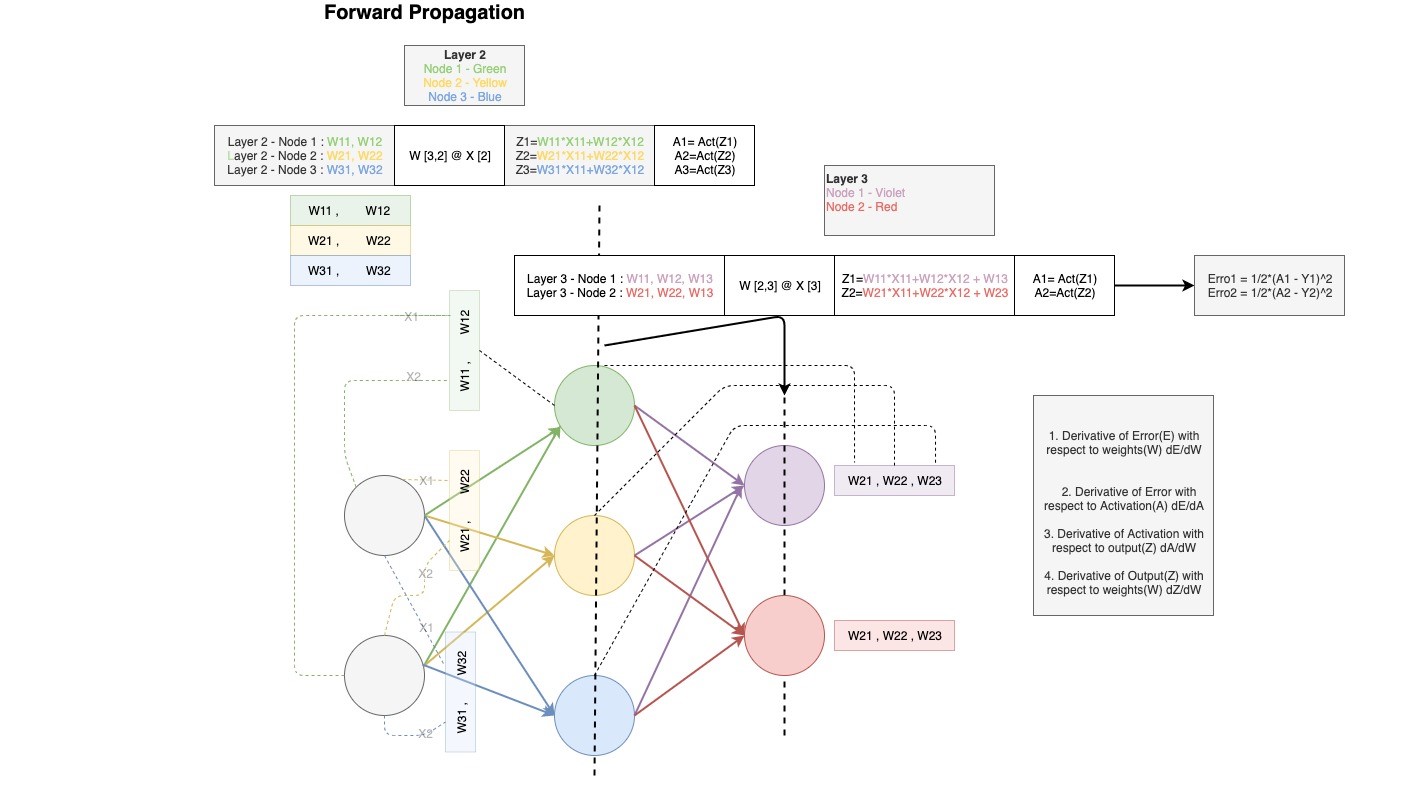 Forward Propagation
Layer 2
Node 1 - Green
Node 2 - Yellow
Node 3 - Blue
Layer 2 - Node 1 : W11, W12
Layer 2 - Node 2 : W21, W22
Layer 2 - Node 3 : W31, W32
W [3,2] @ X [2]
Z1=W11*X11+W12*X12
Z2=W21*X11+W22*X12
Z3=W31*X11+W32*X12
A1= Act(Z1)
A2=Act(Z2)
A3=Act(Z3)
W11 , W12
W21 , W22
W31 , W32
Layer 3
Node 1 - Violet
Node 2 - Red
Layer 3 - Node 1 : W11, W12, W13
Layer 3 - Node 2 : W21, W22, W13
W [2,3] @ X [3]
Z1=W11*X11+W12*X12 + W13
Z2=W21*X11+W22*X12 + W23
A1= Act(Z1)
A2=Act(Z2)
Erro1 = 1/2*(A1 - Y1)^2
Erro2 = 1/2*(A2 - Y2)^2
X1
X2
W11 , W12
X1
X2
W21 , W22
X1
X2
W31 , W32
W21 , W22 , W23
W21 , W22 , W23
1. Derivative of Error(E) with
respect to weights(W) dE/dW
2. Derivative of Error with
respect to Activation(A) dE/dA
3. Derivative of Activation with
respect to output(Z) dA/dW
4. Derivative of Output(Z) with
respect to weights(W) dZ/dW